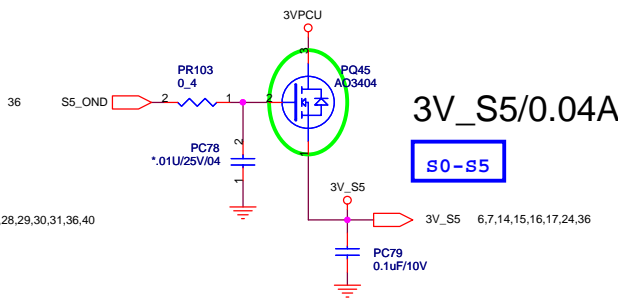 3VPCU
3
PR103
0_4
PQ45
AO3404
36
S5_OND
2
1
2
3V_S5/0.04A
PC78
*.01U/25V/04
2
1
1
S0-S5
3V_S5
,28,29,30,31,36,40
3V_S5
6,7,14,15,16,17,24,36
PC79
0.1uF/10V